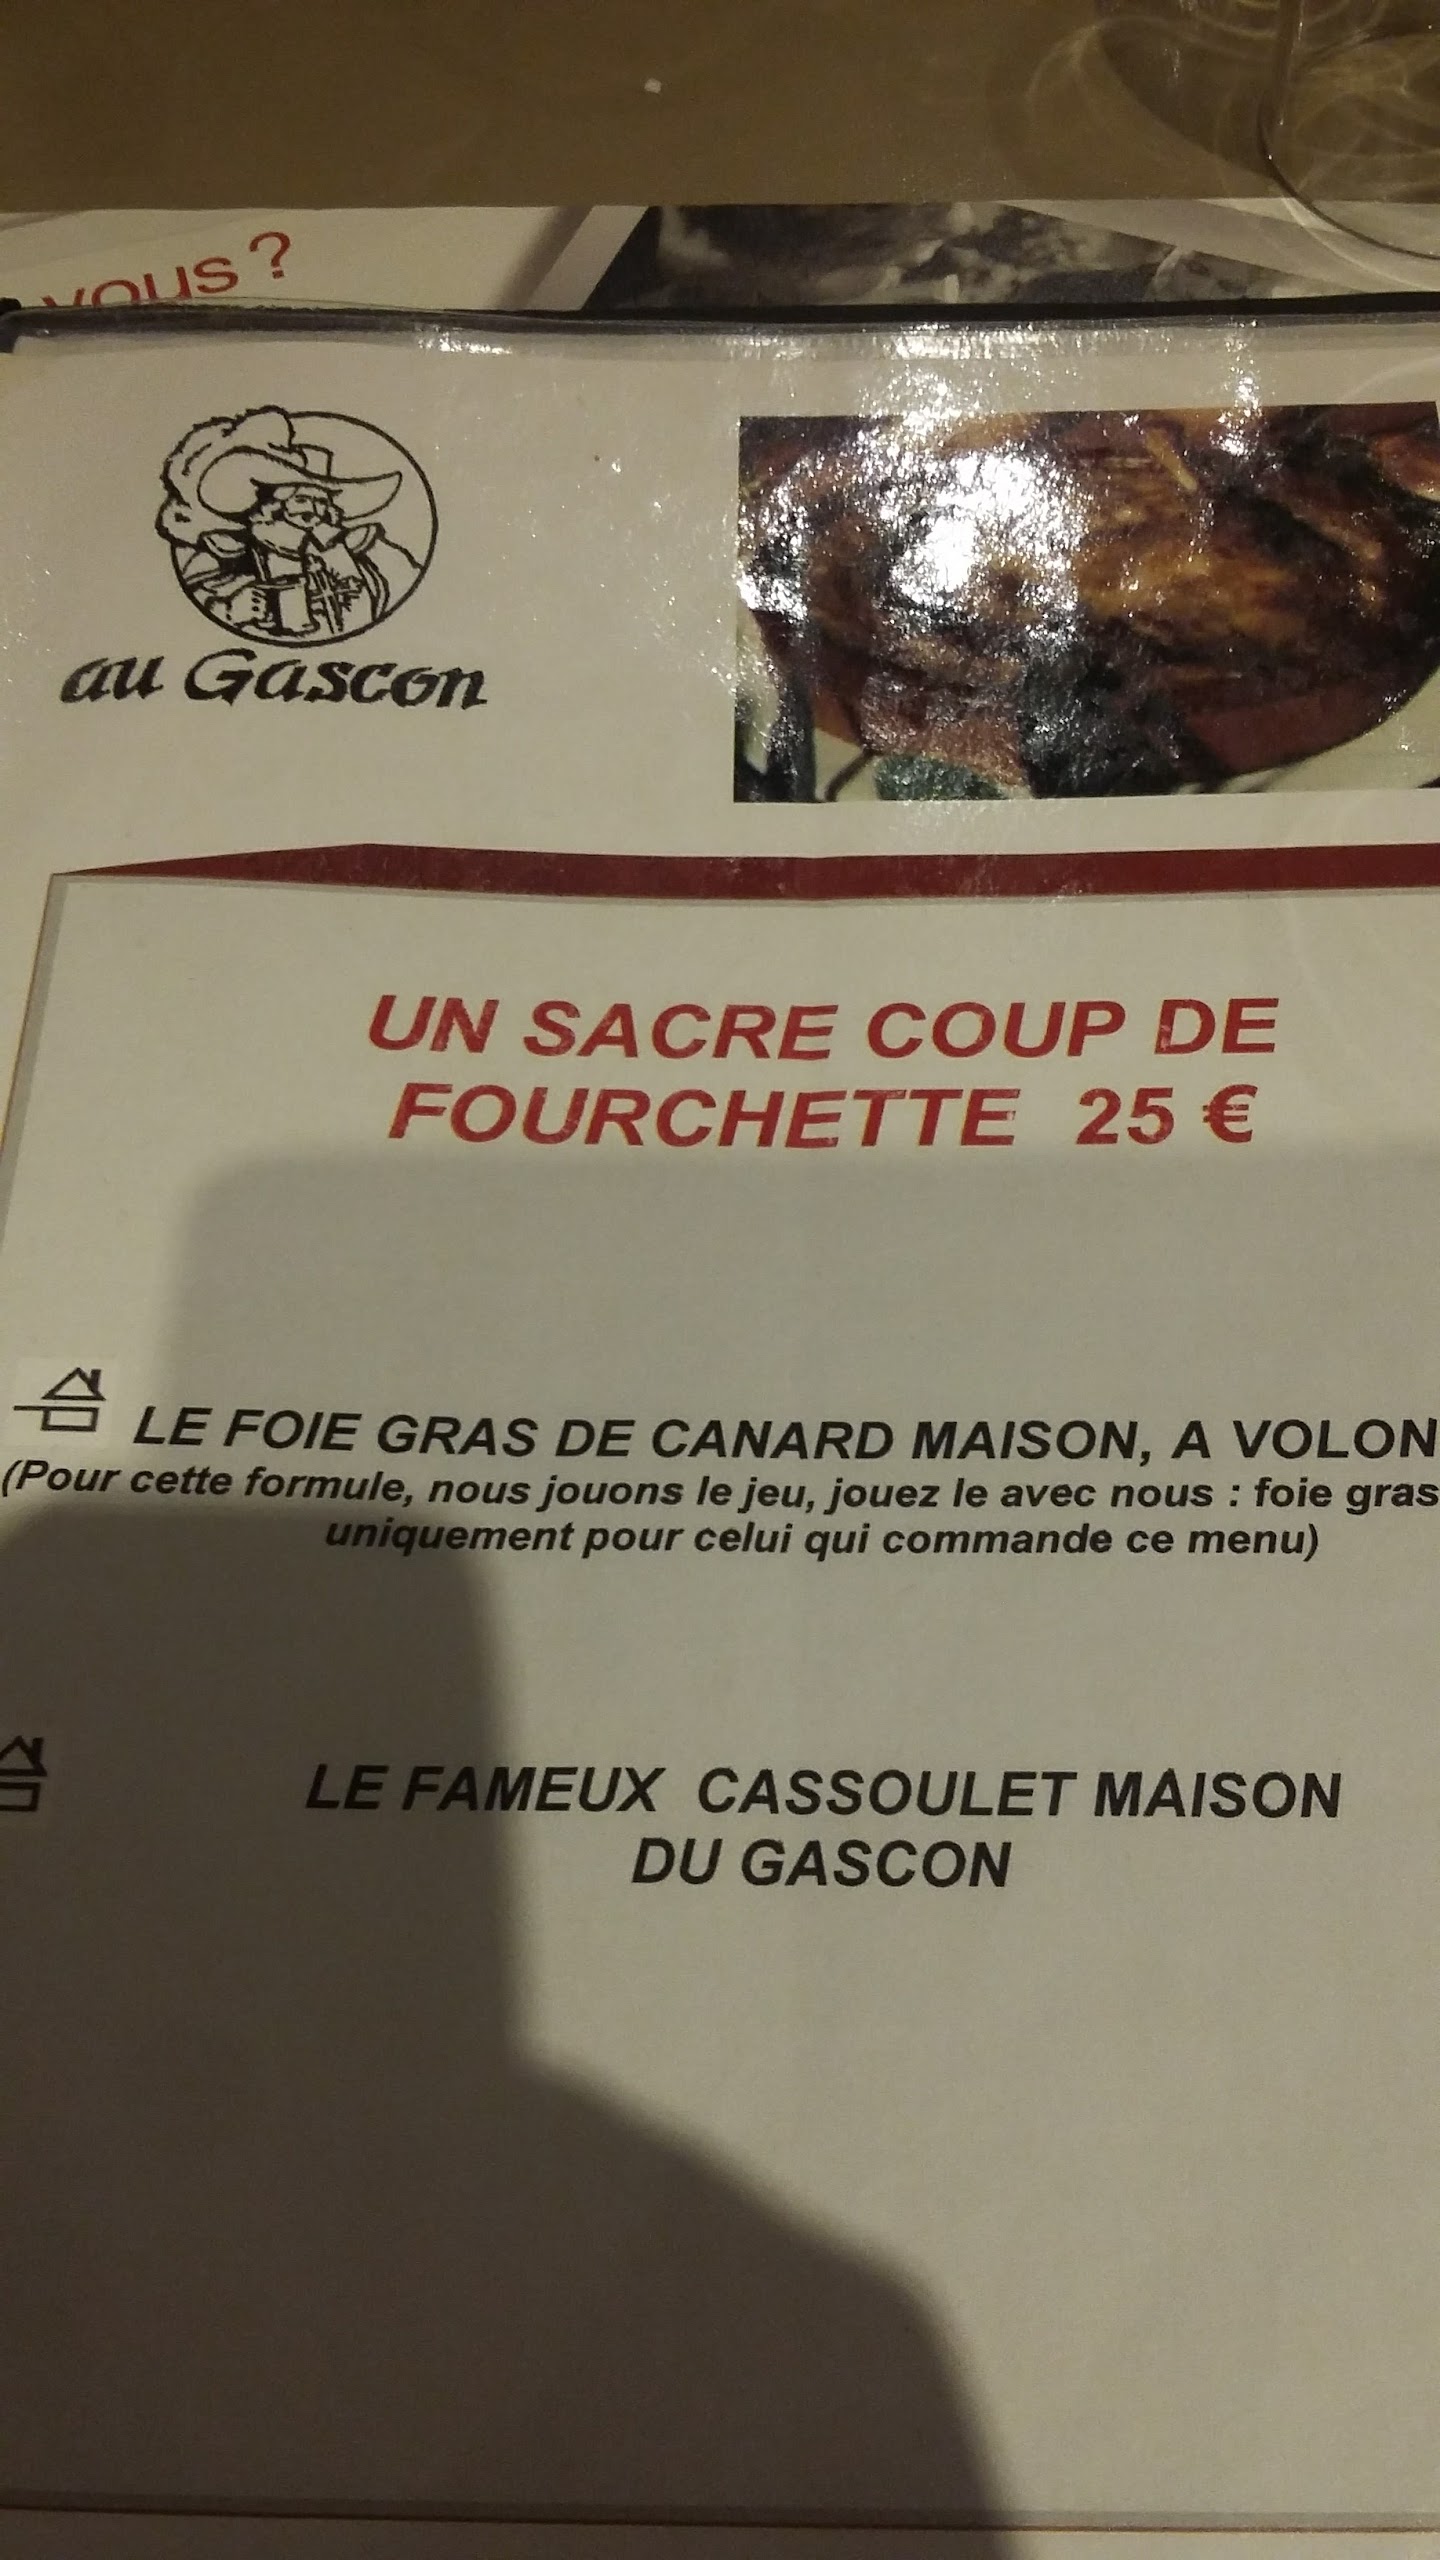 vous ?
au Gascon
UN SACRE COUP DE
FOURCHETTE 25 €
LE FOIE GRAS DE CANARD MAISON, A VOLON
(Pour cette formule, nous jouons le jeu, jouez le avec nous : foie gras
uniquement pour celui qui commande ce menu)
LE FAMEUX CASSOULET MAISON
DU GASCON